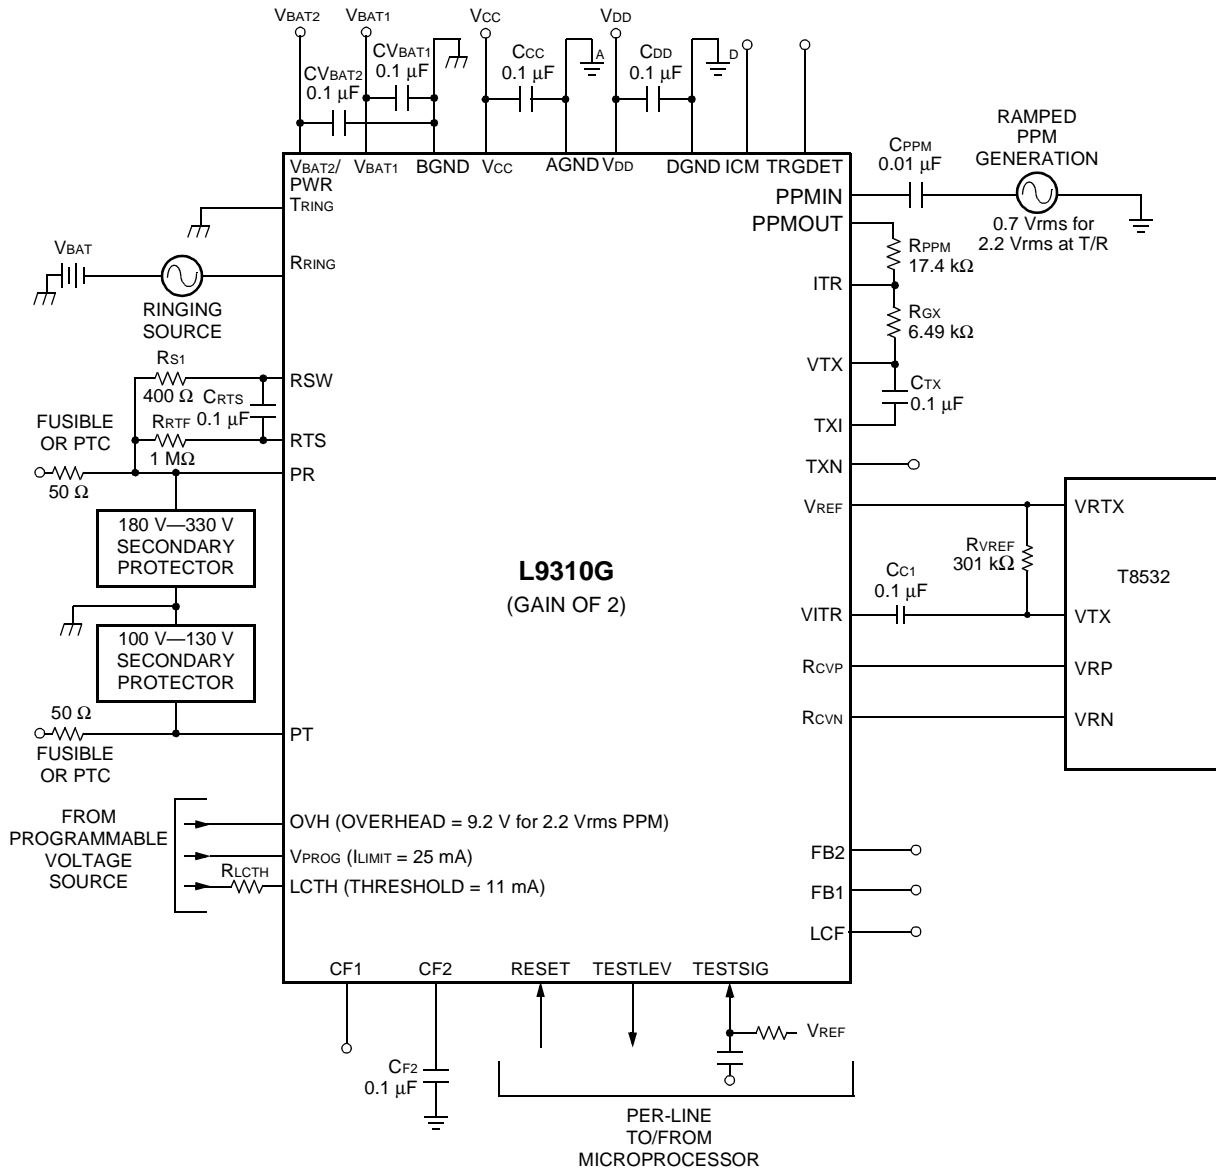 VBAT2
VBAT1
VCC
VDD
CVBAT2
0.1 µF
CVBAT1
0.1 µF
CCC
0.1 µF
A
CDD
0.1 µF
D
VBAT2/
PWR
VBAT1
BGND
VCC
AGND
VDD
DGND
ICM
TRGDET
CPPM
0.01 µF
RAMPED
PPM
GENERATION
0.7 Vrms for
2.2 Vrms at T/R
TRING
PPMIN
PPMOUT
VBAT
RRING
RINGING
SOURCE
RPPM
17.4 kΩ
ITR
RGX
6.49 kΩ
VTX
CTX
0.1 µF
TXI
TXN
RS1
400 Ω
RSW
CRTS
0.1 µF
RRTF
1 MΩ
RTS
FUSIBLE
OR PTC
50 Ω
PR
180 V—330 V
SECONDARY
PROTECTOR
100 V—130 V
SECONDARY
PROTECTOR
50 Ω
FUSIBLE
OR PTC
PT
L9310G
(GAIN OF 2)
VREF
RVREF
301 kΩ
CC1
0.1 µF
VITR
RCVP
RCVN
VRTX
T8532
VTX
VRP
VRN
FROM
PROGRAMMABLE
VOLTAGE
SOURCE
OVH (OVERHEAD = 9.2 V for 2.2 Vrms PPM)
VPROG (ILIMIT = 25 mA)
RLCTH
LCTH (THRESHOLD = 11 mA)
FB2
FB1
LCF
CF1
CF2
RESET
TESTLEV
TESTSIG
VREF
CF2
0.1 µF
PER-LINE
TO/FROM
MICROPROCESSOR